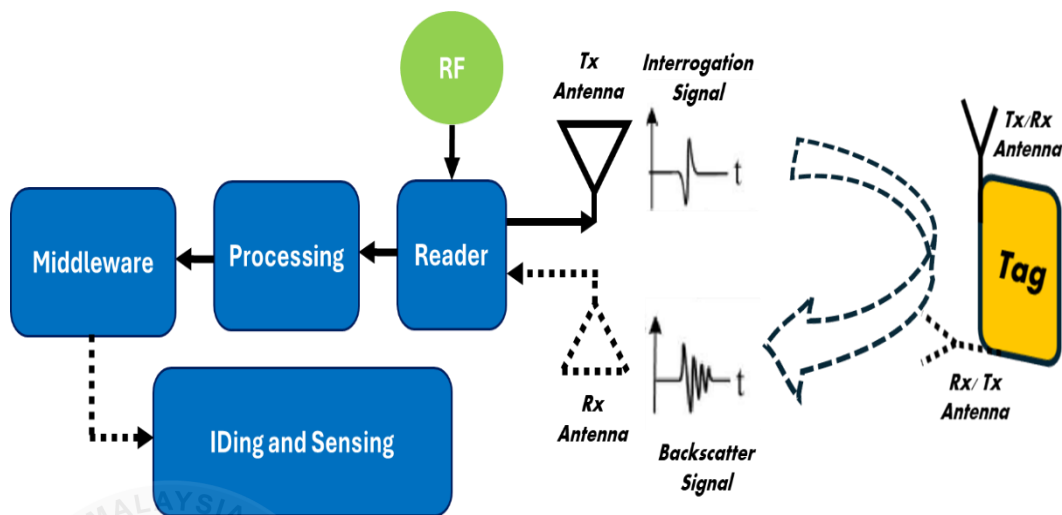 RF
Tx
Antenna
Interrogation
Signal
t
Tx/Rx
Antenna
Middleware
Processing
Reader
Tag
IDing and Sensing
Rx
Antenna
t
Backscatter
Signal
Rx/ Tx
Antenna
MALAYSIA